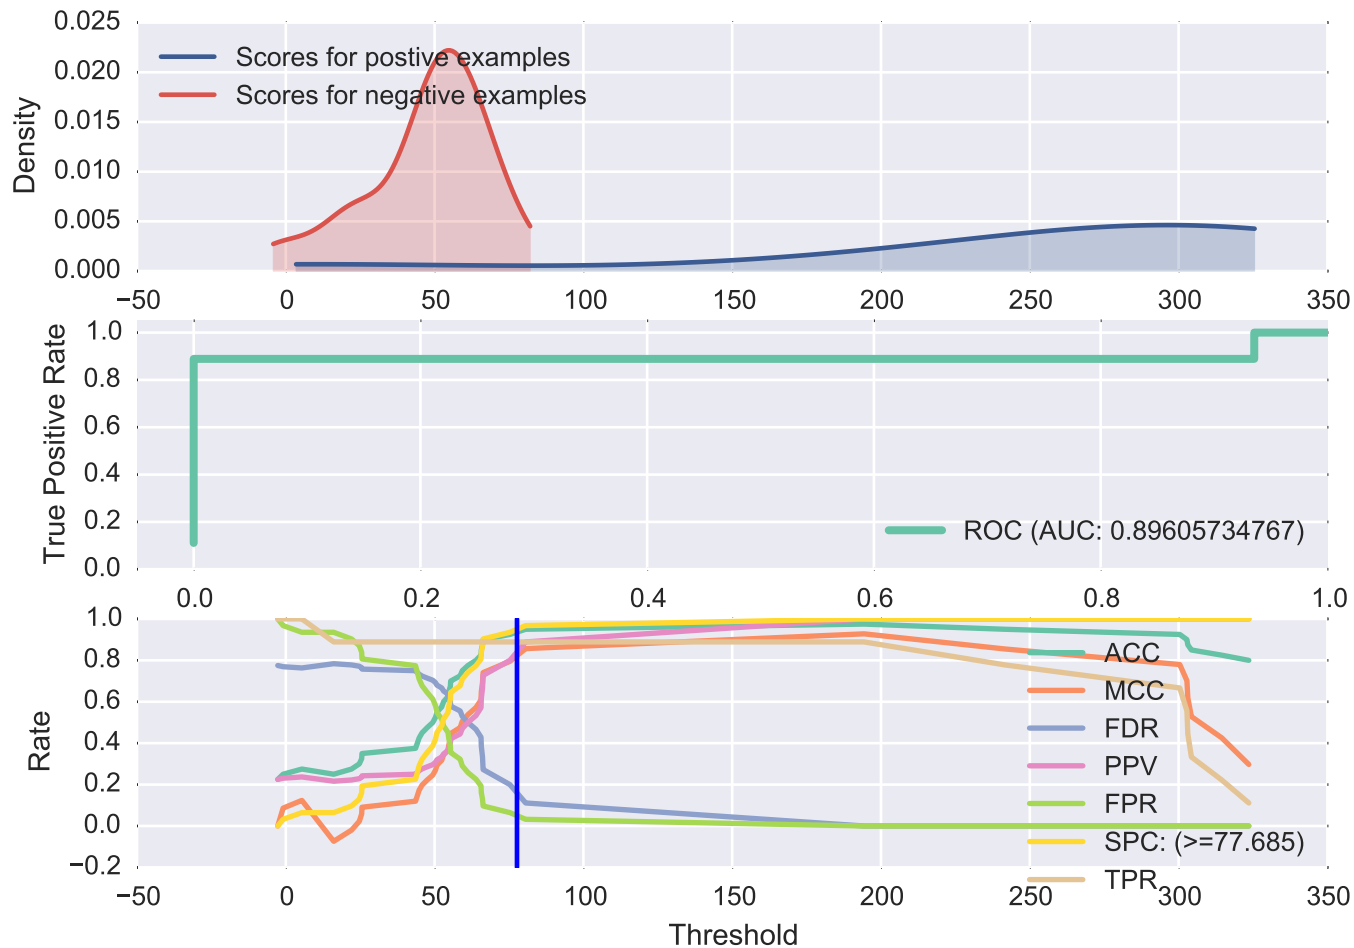 0.025
0.020
0.015
0.010
0.005
0.000
Density
Scores for postive examples
Scores for negative examples
−50 0 50 100 150 200 250 300 350
1.0
0.8
0.6
0.4
0.2
0.0
True Positive Rate
ROC (AUC: 0.89605734767)
0.0 0.2 0.4 0.6 0.8 1.0
1.0
0.8
0.6
0.4
0.2
0.0
−0.2
Rate
ACC
MCC
FDR
PPV
FPR
SPC: (>=77.685)
TPR
−50 0 50 100 150 200 250 300 350
Threshold